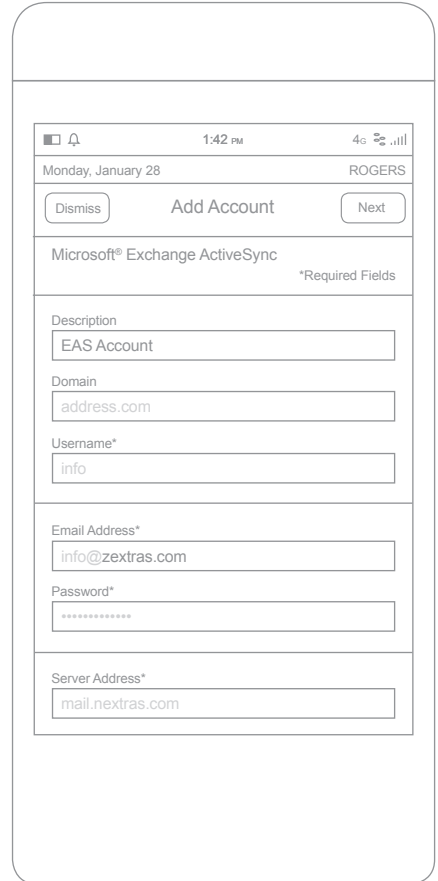 1:42 PM 4G
Monday, January 28 ROGERS
Dismiss Add Account Next
Microsoft® Exchange ActiveSync
*Required Fields
Description
EAS Account
Domain
address.com
Username*
info
Email Address*
info@zextras.com
Password*
•••••••••••••
Server Address*
mail.nextras.com